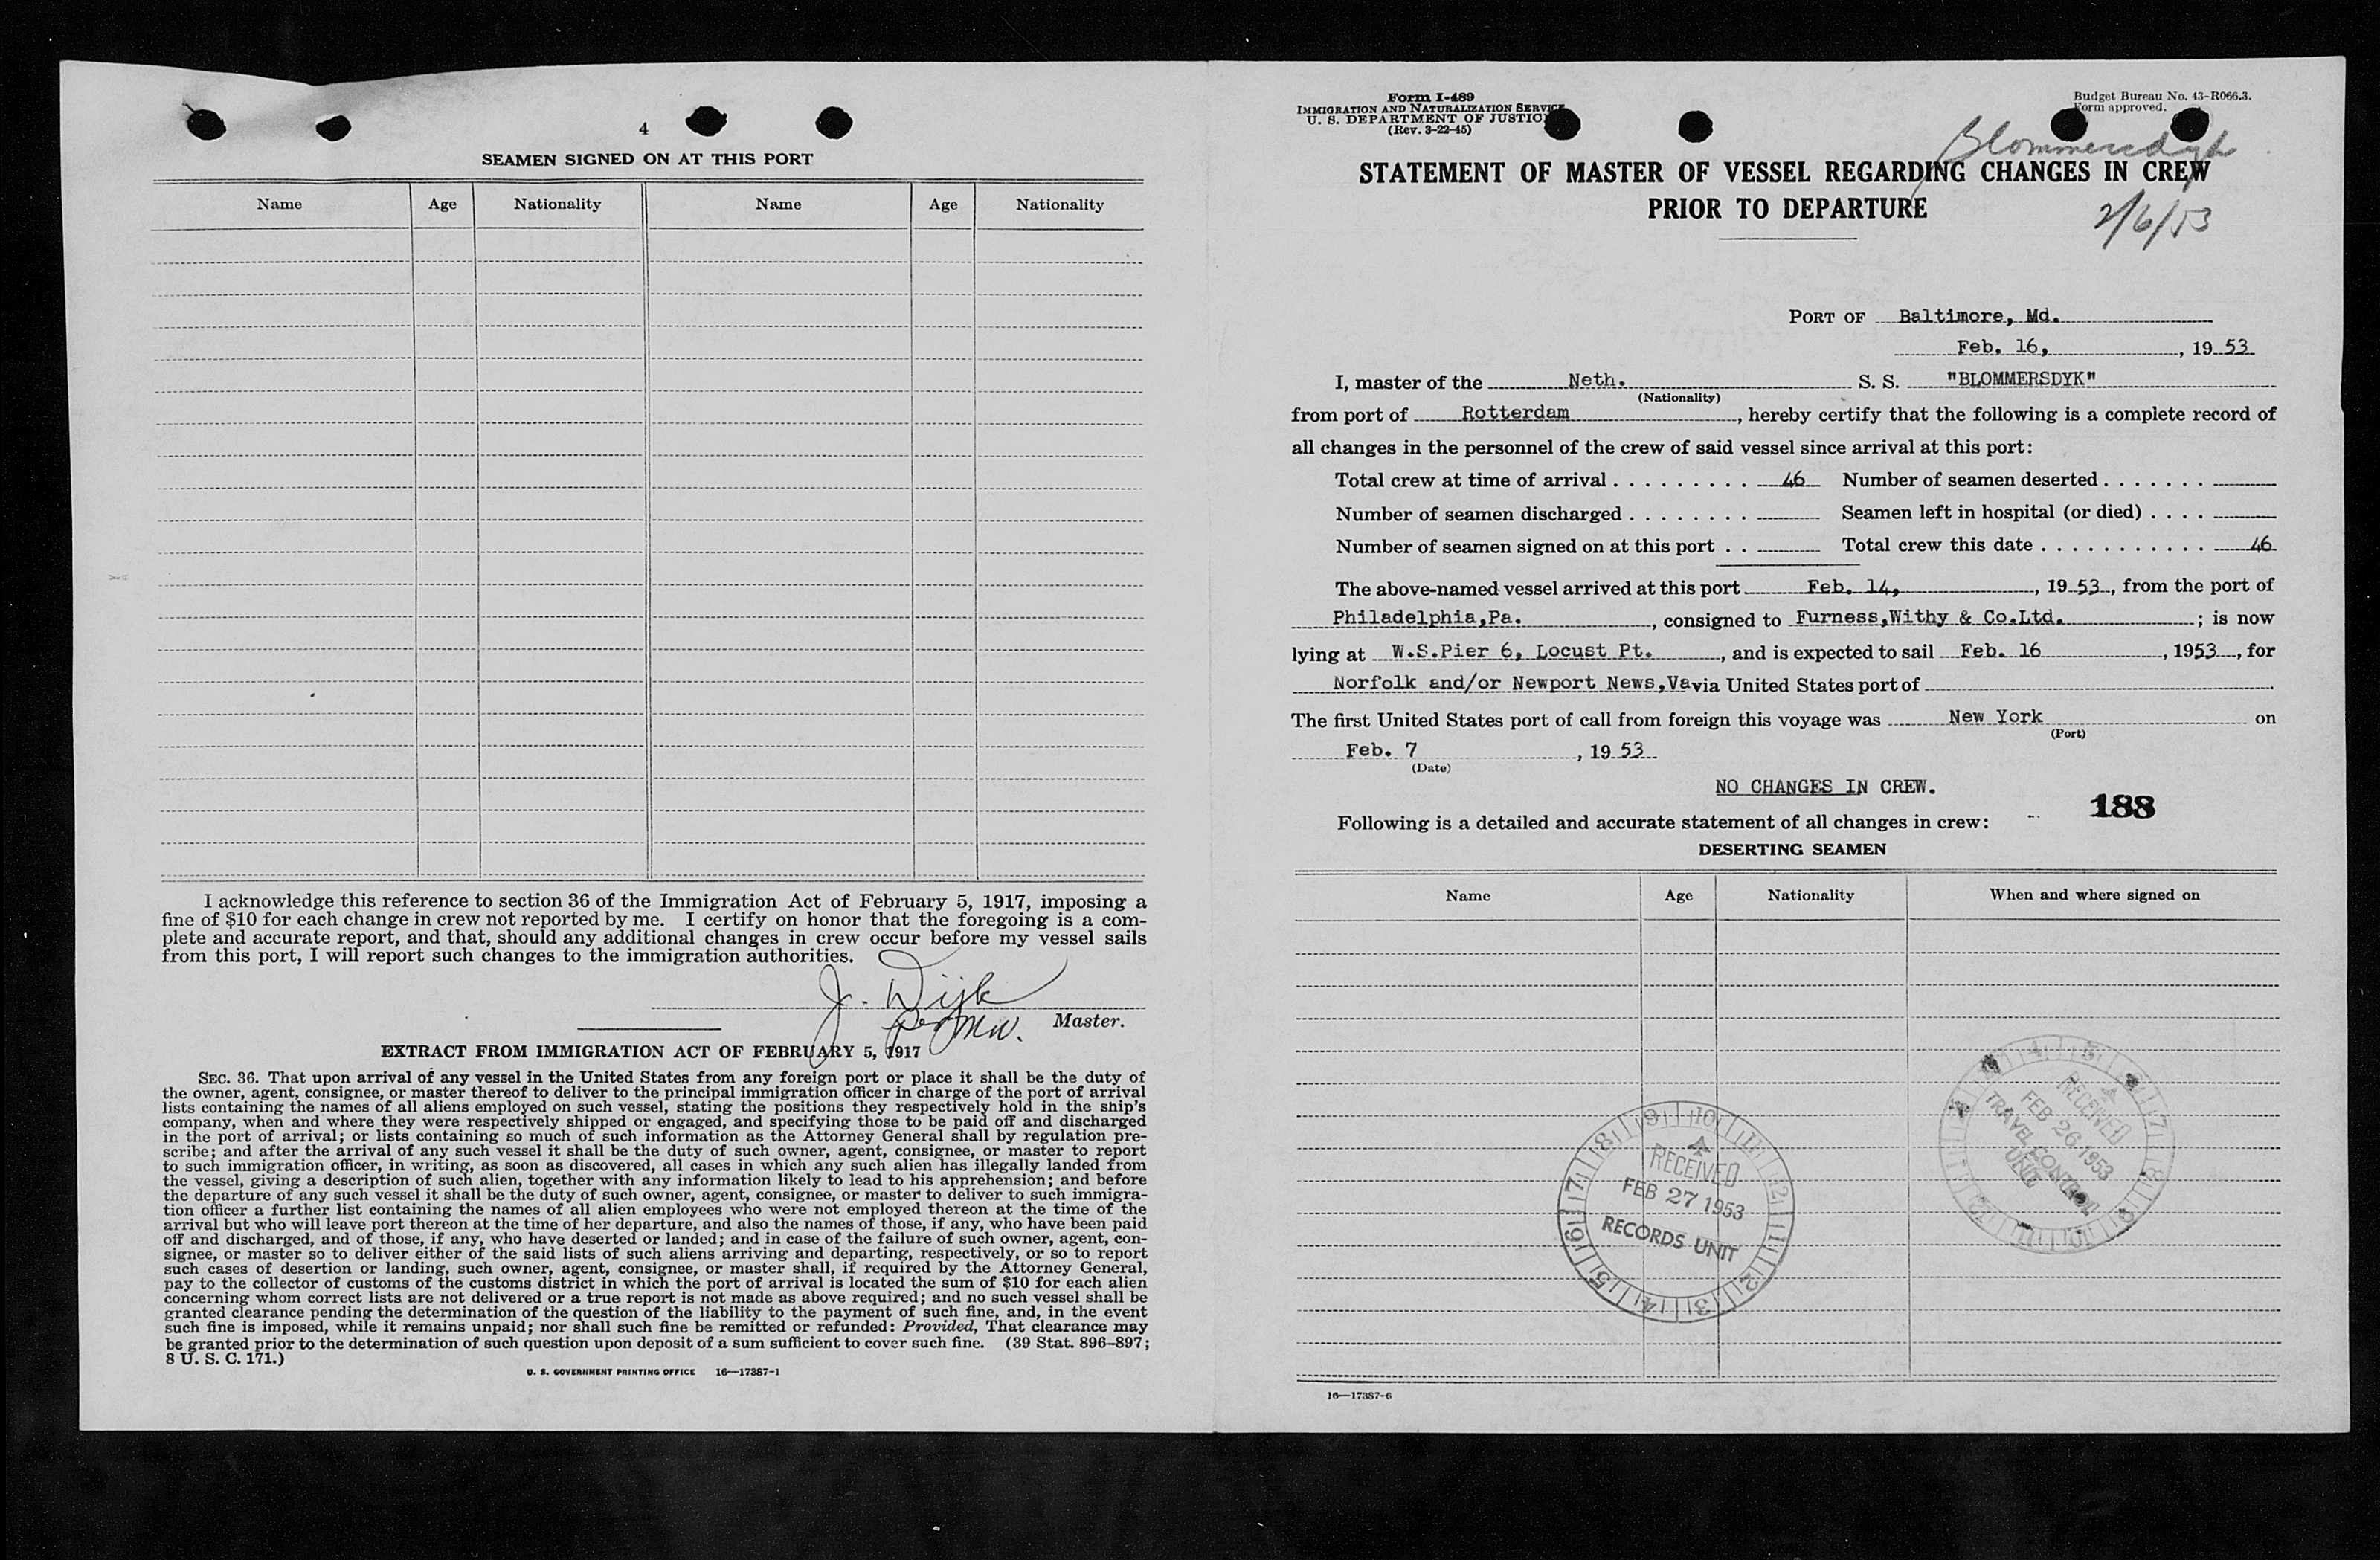 4
SEAMEN SIGNED ON AT THIS PORT
Name Age Nationality Name Age Nationality
I acknowledge this reference to section 36 of the Immigration Act of February 5, 1917, imposing a
fine of $10 for each change in crew not reported by me. I certify on honor that the foregoing is a com-
plete and accurate report, and that, should any additional changes in crew occur before my vessel sails
from this port, I will report such changes to the immigration authorities.
J. Dijk
per MW. Master.
EXTRACT FROM IMMIGRATION ACT OF FEBRUARY 5, 1917
SEC. 36. That upon arrival of any vessel in the United States from any foreign port or place it shall be the duty of
the owner, agent, consignee, or master thereof to deliver to the principal immigration officer in charge of the port of arrival
lists containing the names of all aliens employed on such vessel, stating the positions they respectively hold in the ship's
company, when and where they were respectively shipped or engaged, and specifying those to be paid off and discharged
in the port of arrival; or lists containing so much of such information as the Attorney General shall by regulation pre-
scribe; and after the arrival of any such vessel it shall be the duty of such owner, agent, consignee, or master to report
to such immigration officer, in writing, as soon as discovered, all cases in which any such alien has illegally landed from
the vessel, giving a description of such alien, together with any information likely to lead to his apprehension; and before
the departure of any such vessel it shall be the duty of such owner, agent, consignee, or master to deliver to such immigra-
tion officer a further list containing the names of all alien employees who were not employed thereon at the time of the
arrival but who will leave port thereon at the time of her departure, and also the names of those, if any, who have been paid
off and discharged, and of those, if any, who have deserted or landed; and in case of the failure of such owner, agent, con-
signee, or master so to deliver either of the said lists of such aliens arriving and departing, respectively, or so to report
such cases of desertion or landing, such owner, agent, consignee, or master shall, if required by the Attorney General,
pay to the collector of customs of the customs district in which the port of arrival is located the sum of $10 for each alien
concerning whom correct lists are not delivered or a true report is not made as above required; and no such vessel shall be
granted clearance pending the determination of the question of the liability to the payment of such fine, and, in the event
such fine is imposed, while it remains unpaid; nor shall such fine be remitted or refunded: Provided, That clearance may
be granted prior to the determination of such question upon deposit of a sum sufficient to cover such fine. (39 Stat. 896–897;
8 U. S. C. 171.)
U. S. GOVERNMENT PRINTING OFFICE 16—17387-1
Form I-489
IMMIGRATION AND NATURALIZATION SERVICE
U. S. DEPARTMENT OF JUSTIC
(Rev. 3-22-45)
Budget Bureau No. 43-R066.3.
Form approved.
Blommersdyk
STATEMENT OF MASTER OF VESSEL REGARDING CHANGES IN CREW
PRIOR TO DEPARTURE
2/6/53
PORT OF Baltimore, Md.
Feb. 16, , 19 53
I, master of the Neth. S. S. "BLOMMERSDYK"
(Nationality)
from port of Rotterdam , hereby certify that the following is a complete record of
all changes in the personnel of the crew of said vessel since arrival at this port:
Total crew at time of arrival . . . . . . . . . 46 Number of seamen deserted . . . . . . .
Number of seamen discharged . . . . . . . . Seamen left in hospital (or died) . . . .
Number of seamen signed on at this port . . Total crew this date . . . . . . . . . . . 46
The above-named vessel arrived at this port Feb. 14, , 19 53 , from the port of
Philadelphia,Pa. , consigned to Furness,Withy & Co.Ltd. ; is now
lying at W.S.Pier 6, Locust Pt. , and is expected to sail Feb. 16 , 1953 , for
Norfolk and/or Newport News,Va via United States port of
The first United States port of call from foreign this voyage was New York on
(Port)
Feb. 7 , 19 53
(Date)
NO CHANGES IN CREW.
188
Following is a detailed and accurate statement of all changes in crew:
DESERTING SEAMEN
Name Age Nationality When and where signed on
RECEIVED
FEB 26 1953
TRAVEL CONTROL
UNIT
RECEIVED
FEB 27 1953
RECORDS UNIT
16—17387-6